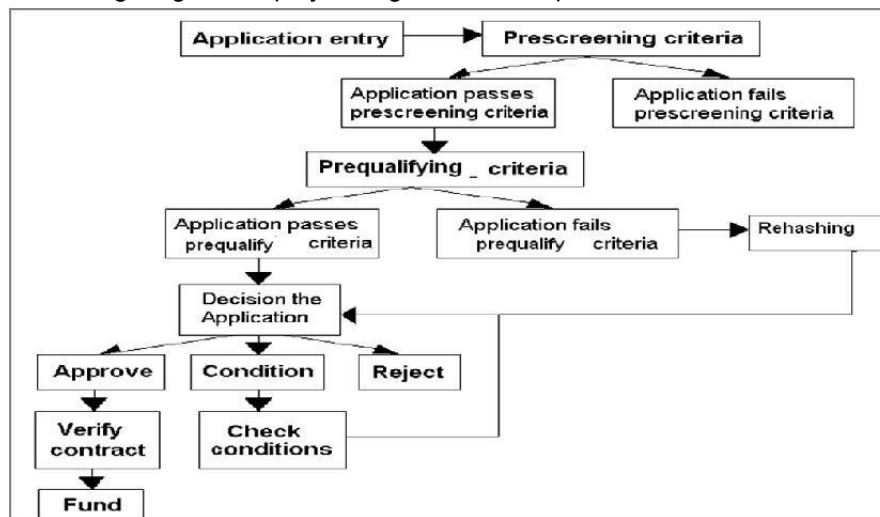 Application entry
Prescreening criteria
Application passes
prescreening criteria
Application fails
prescreening criteria
Prequalifying _ criteria
Application passes
prequalify criteria
Application fails
prequalify criteria
Rehashing
Decision the
Application
Approve
Condition
Reject
Verify
contract
Check
conditions
Fund